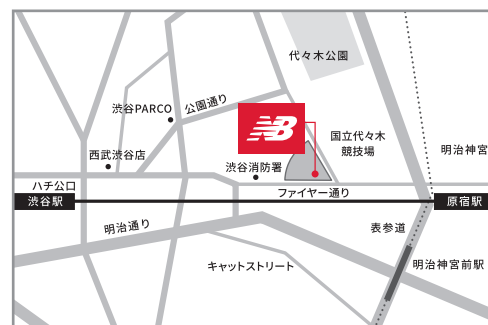 代々木公園
渋谷PARCO
公園通り
国立代々木
競技場
明治神宮
西武渋谷店
渋谷消防署
ハチ公口
ファイヤー通り
渋谷駅
原宿駅
明治通り
表参道
キャットストリート
明治神宮前駅
NB